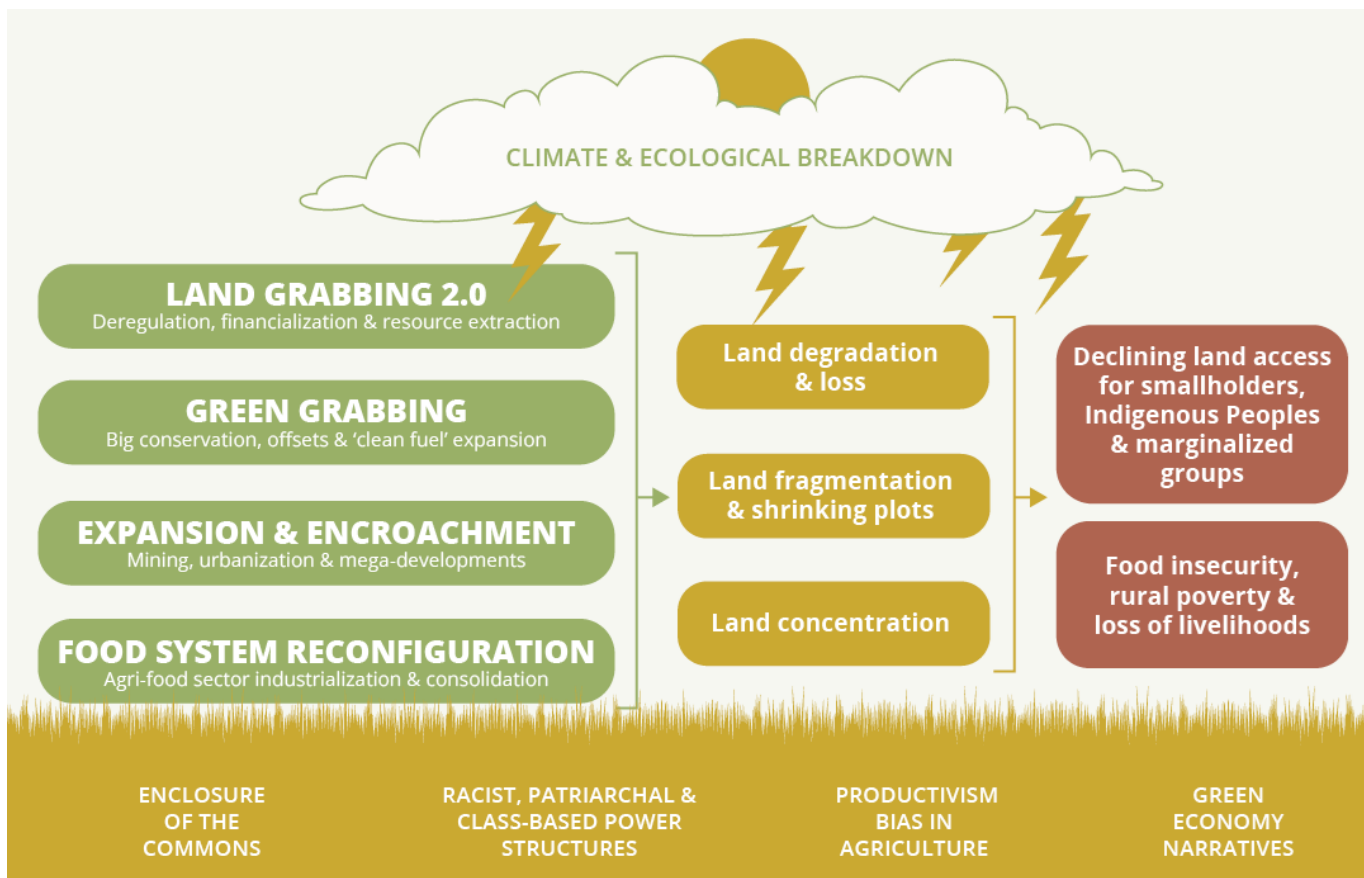 CLIMATE & ECOLOGICAL BREAKDOWN
LAND GRABBING 2.0
Deregulation, financialization & resource extraction
GREEN GRABBING
Big conservation, offsets & ‘clean fuel’ expansion
EXPANSION & ENCROACHMENT
Mining, urbanization & mega-developments
FOOD SYSTEM RECONFIGURATION
Agri-food sector industrialization & consolidation
Land degradation
& loss
Land fragmentation
& shrinking plots
Land concentration
Declining land access
for smallholders,
Indigenous Peoples
& marginalized
groups
Food insecurity,
rural poverty &
loss of livelihoods
ENCLOSURE
OF THE
COMMONS
RACIST, PATRIARCHAL &
CLASS-BASED POWER
STRUCTURES
PRODUCTIVISM
BIAS IN
AGRICULTURE
GREEN
ECONOMY
NARRATIVES